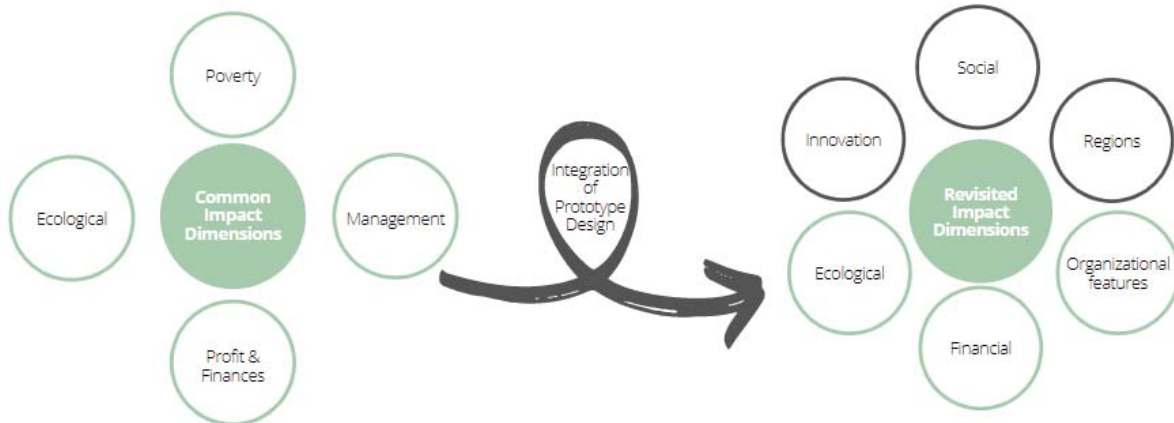 Poverty
Ecological
Common
Impact
Dimensions
Management
Profit &
Finances
Integration
of
Prototype
Design
Social
Innovation
Regions
Revisited
Impact
Dimensions
Ecological
Organizational
features
Financial